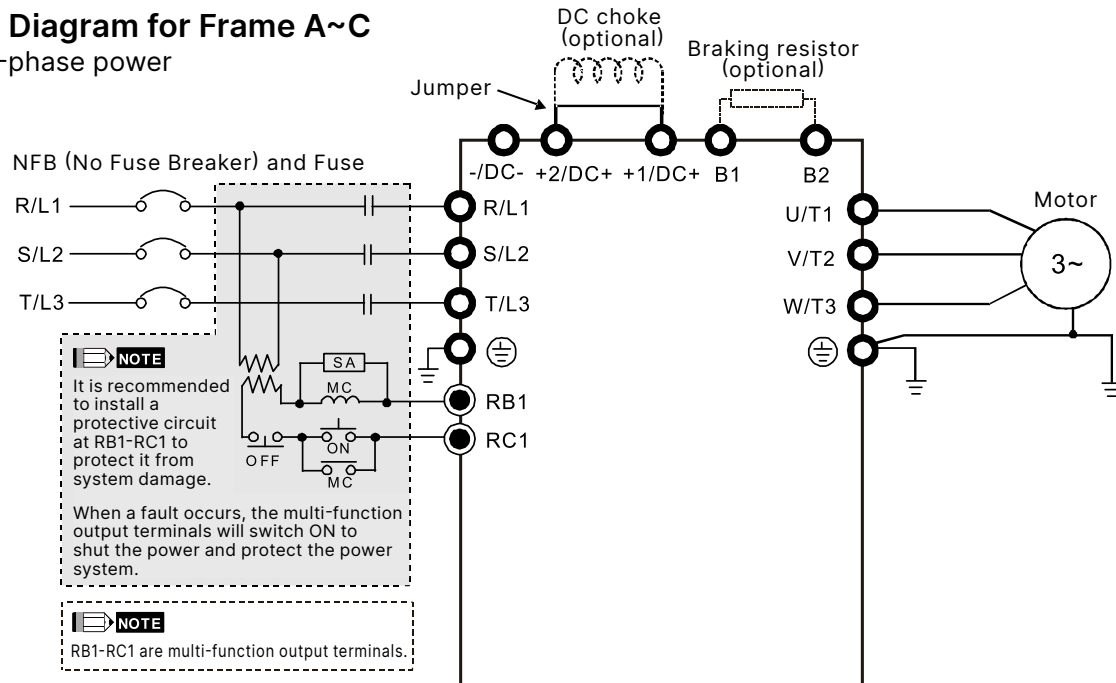 Diagram for Frame A~C
-phase power
DC choke
(optional)
Braking resistor
(optional)
Jumper
NFB (No Fuse Breaker) and Fuse
-/DC- +2/DC+ +1/DC+ B1 B2
R/L1
S/L2
T/L3
R/L1
S/L2
T/L3
RB1
RC1
U/T1
V/T2
W/T3
Motor
3~
SA
MC
OFF
ON
MC
NOTE
It is recommended
to install a
protective circuit
at RB1-RC1 to
protect it from
system damage.
When a fault occurs, the multi-function
output terminals will switch ON to
shut the power and protect the power
system.
NOTE
RB1-RC1 are multi-function output terminals.